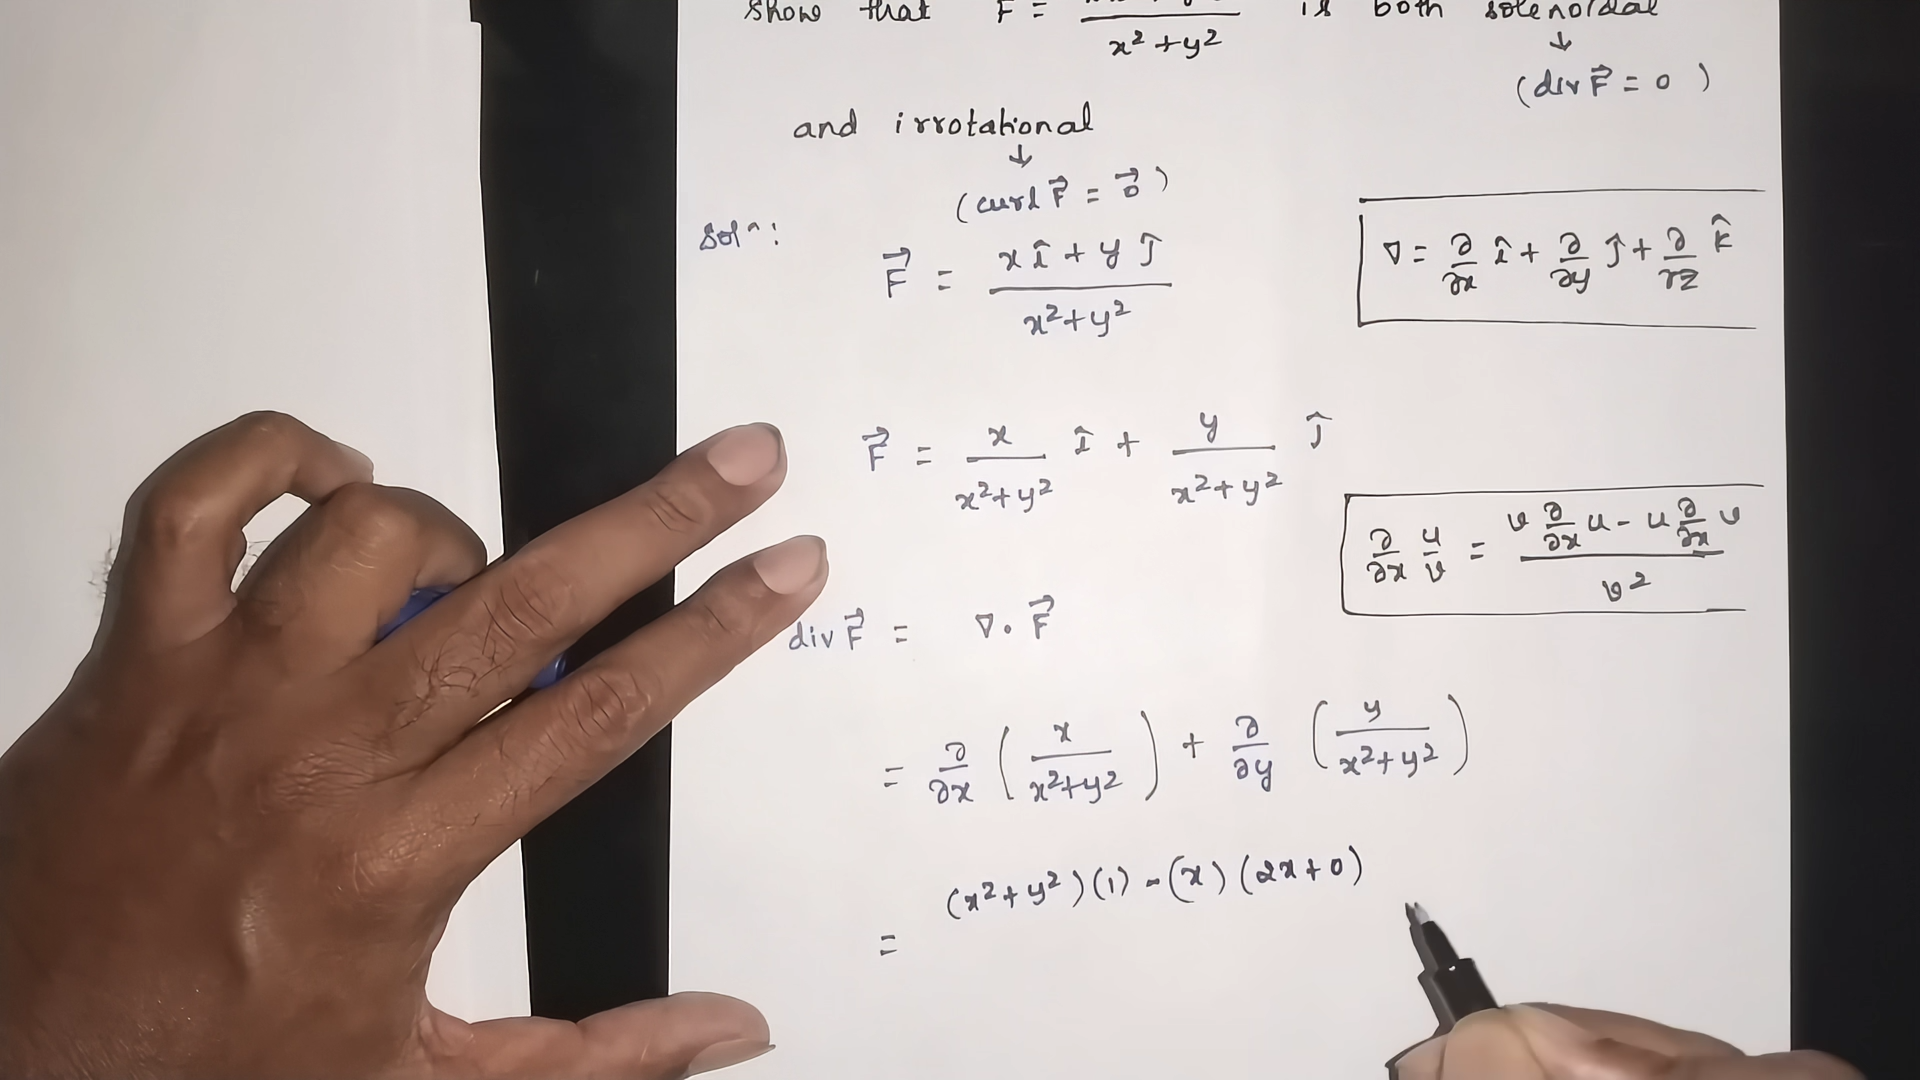 show that F = / x²+y² is both solenoidal
↓
(div F⃗ = 0 )
and irrotational
↓
(curl F⃗ = 0⃗ )
Solⁿ:
F⃗ = x î + y ĵ / x²+y²
∇ = ∂/∂x î + ∂/∂y ĵ + ∂/∂z k̂
F⃗ = x / x²+y² î + y / x²+y² ĵ
∂/∂x u/v = v ∂/∂x u - u ∂/∂x v / v²
div F⃗ = ∇ . F⃗
= ∂/∂x ( x / x²+y² ) + ∂/∂y ( y / x²+y² )
= (x²+y²)(1) - (x)(2x+0)